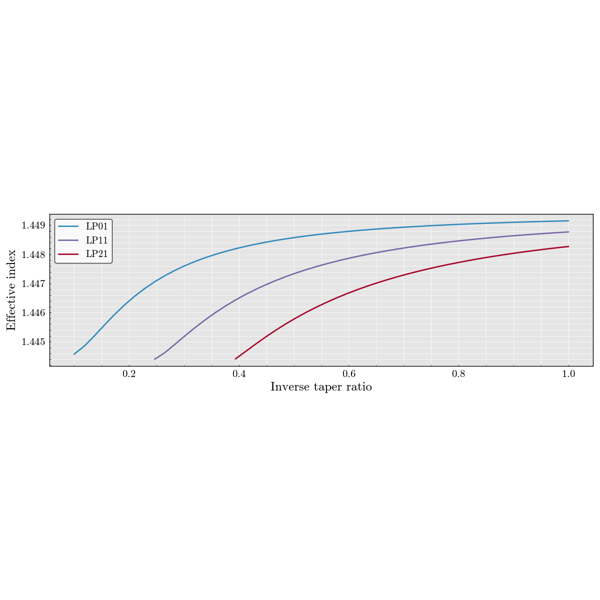 LP01
LP11
LP21
1.449
1.448
1.447
1.446
1.445
Effective index
0.2 0.4 0.6 0.8 1.0
Inverse taper ratio